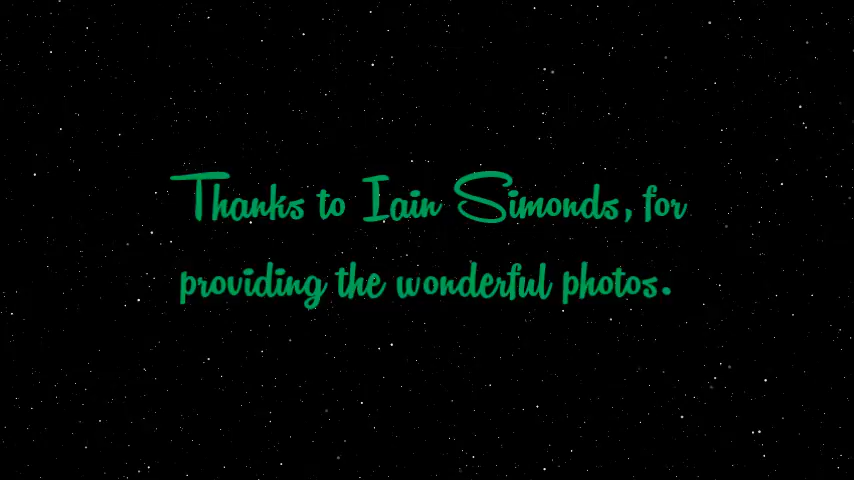 Thanks to Iain Simonds, for
providing the wonderful photos.